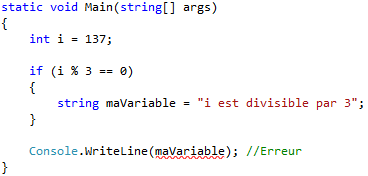 static void Main(string[] args)
{
    int i = 137;

    if (i % 3 == 0)
    {
        string maVariable = "i est divisible par 3";
    }

    Console.WriteLine(maVariable); //Erreur
}